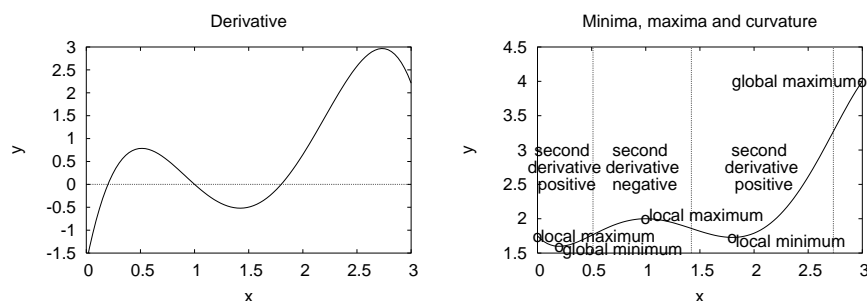 Derivative
3
2.5
2
1.5
y
1
0.5
0
-0.5
-1
-1.5
0 0.5 1 1.5 2 2.5 3
x
Minima, maxima and curvature
4.5
4
global maximum
3.5
y
3
second
derivative
positive
second
derivative
negative
second
derivative
positive
2.5
2
local maximum
local maximum
local minimum
global minimum
1.5
0 0.5 1 1.5 2 2.5 3
x